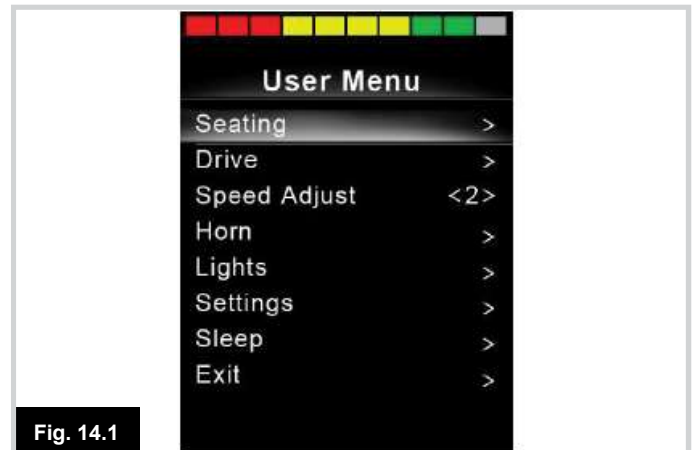 User Menu
Seating >
Drive >
Speed Adjust <2>
Horn >
Lights >
Settings >
Sleep >
Exit >
Fig. 14.1